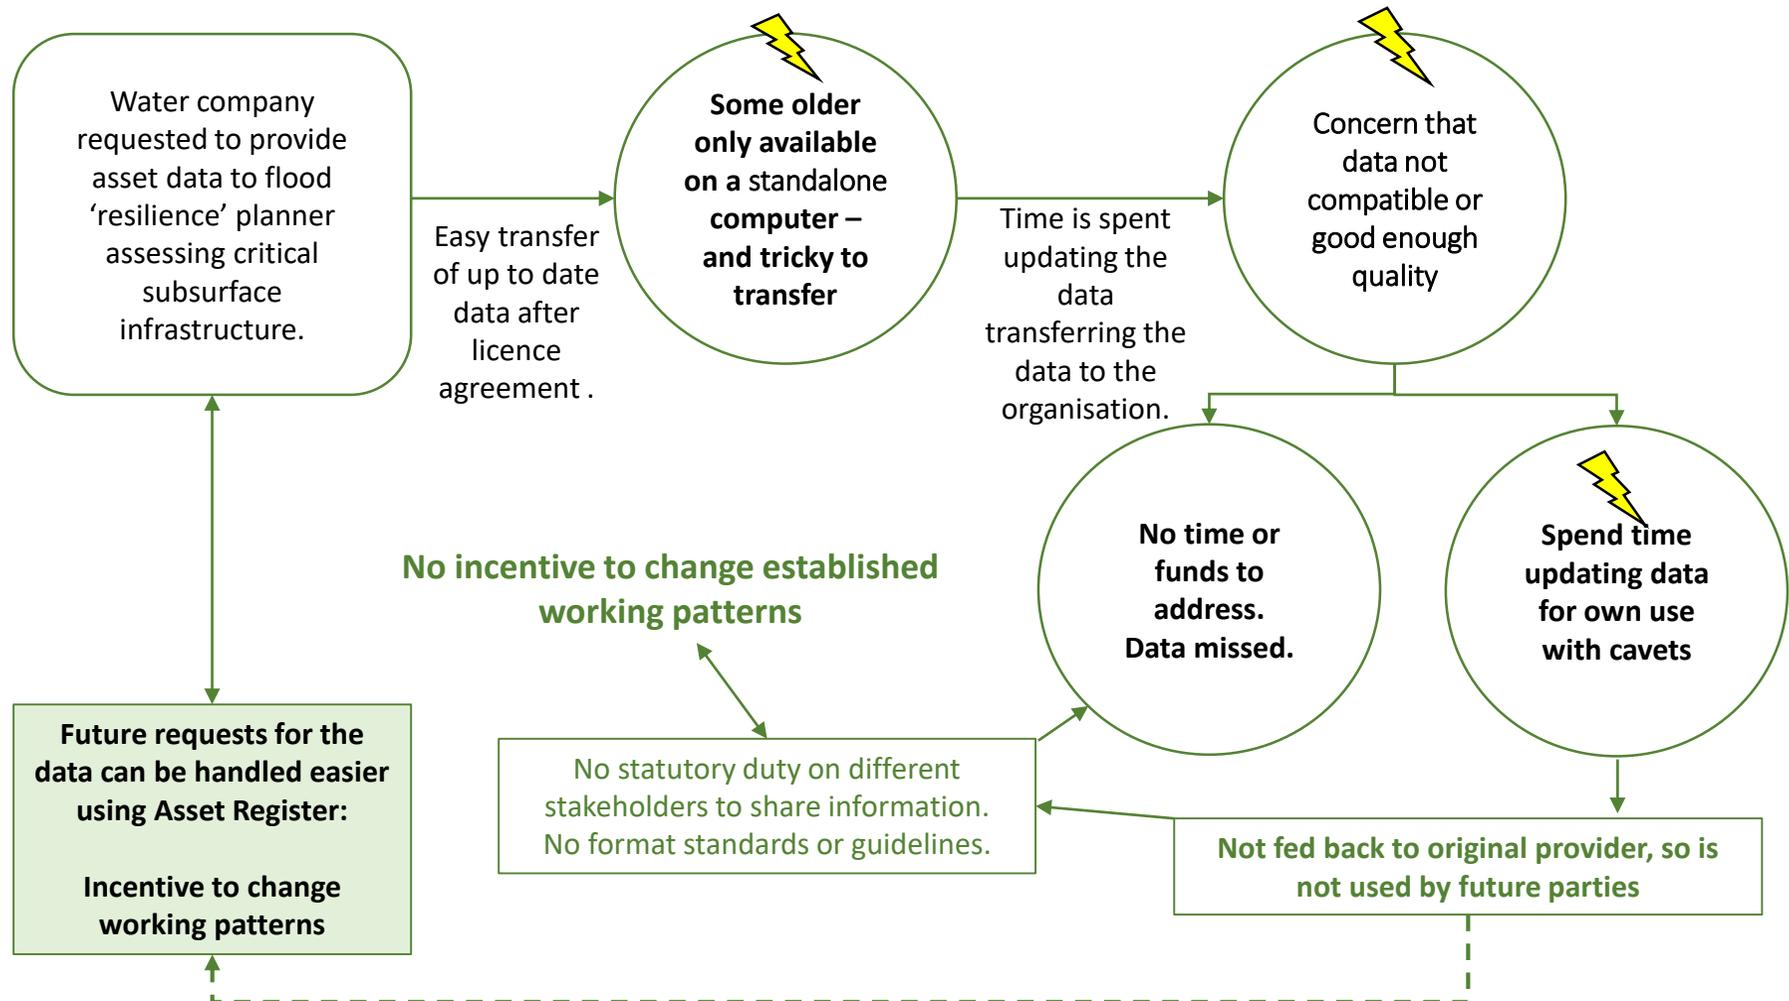 Water company
requested to provide
asset data to flood
‘resilience’ planner
assessing critical
subsurface
infrastructure.
Easy transfer
of up to date
data after
licence
agreement .
Some older
only available
on a standalone
computer –
and tricky to
transfer
Time is spent
updating the
data
transferring the
data to the
organisation.
Concern that
data not
compatible or
good enough
quality
No time or
funds to
address.
Data missed.
Spend time
updating data
for own use
with cavets
No incentive to change established
working patterns
Future requests for the
data can be handled easier
using Asset Register:
Incentive to change
working patterns
No statutory duty on different
stakeholders to share information.
No format standards or guidelines.
Not fed back to original provider, so is
not used by future parties